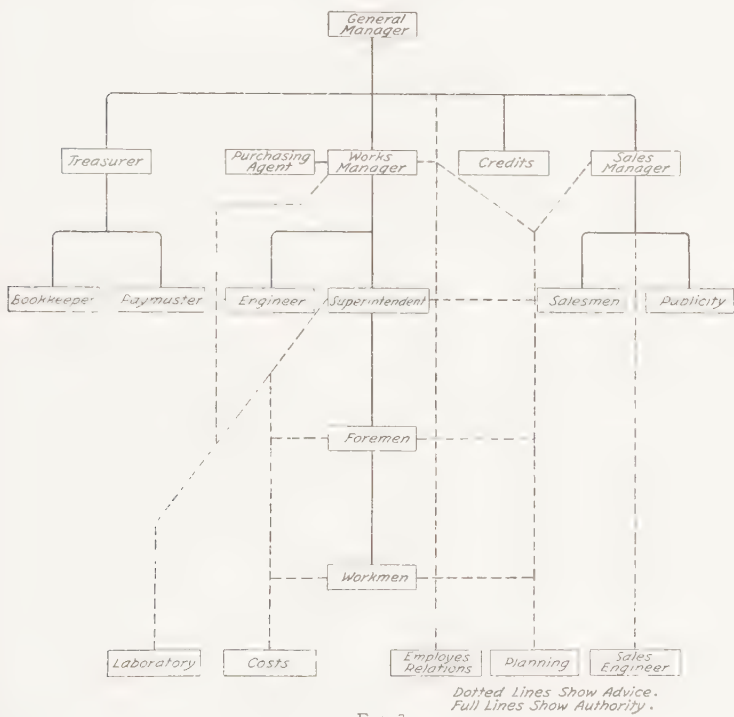 General
Manager
Treasurer
Purchasing
Agent
Works
Manager
Credits
Sales
Manager
Bookkeeper
Paymuster
Engineer
Superintendent
Salesmen
Publicity
Foremen
Workmen
Laboratory
Costs
Employes
Relations
Planning
Sales
Engineer
Dotted Lines Show Advice.
Full Lines Show Authority.